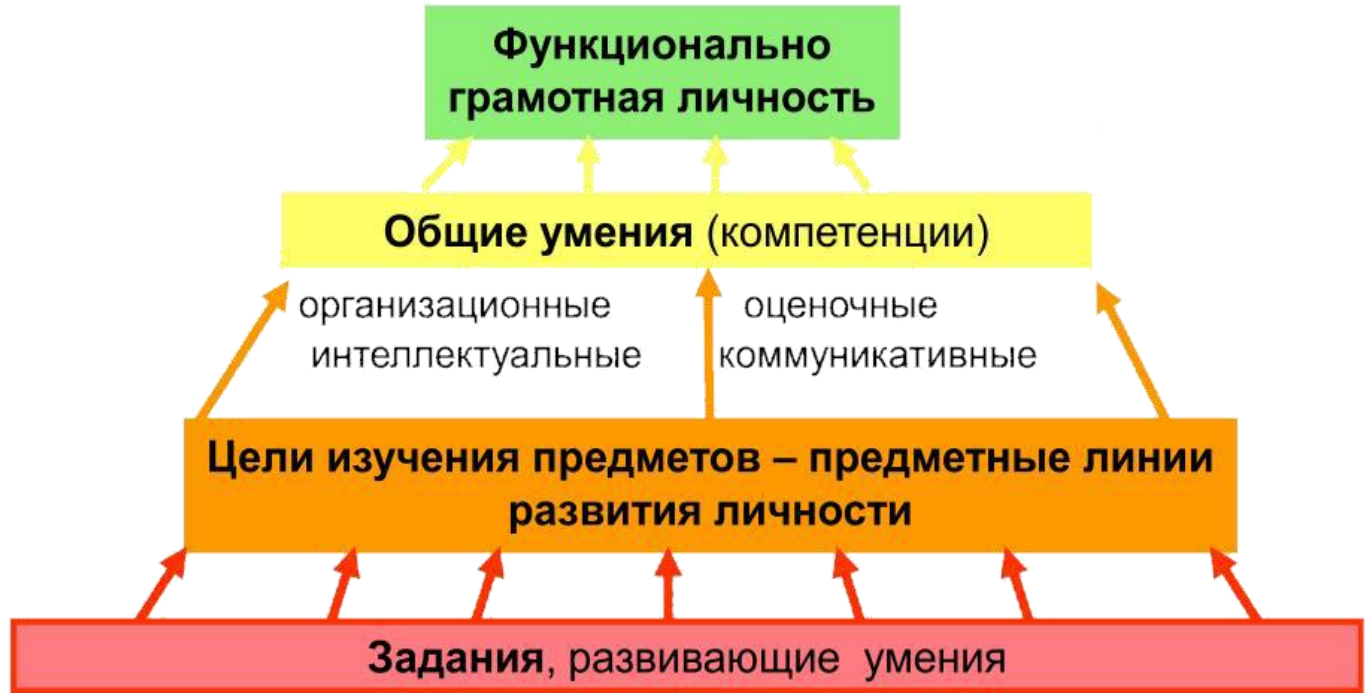 Функционально
грамотная личность
Общие умения (компетенции)
организационные оценочные
интеллектуальные коммуникативные
Цели изучения предметов – предметные линии
развития личности
Задания, развивающие умения